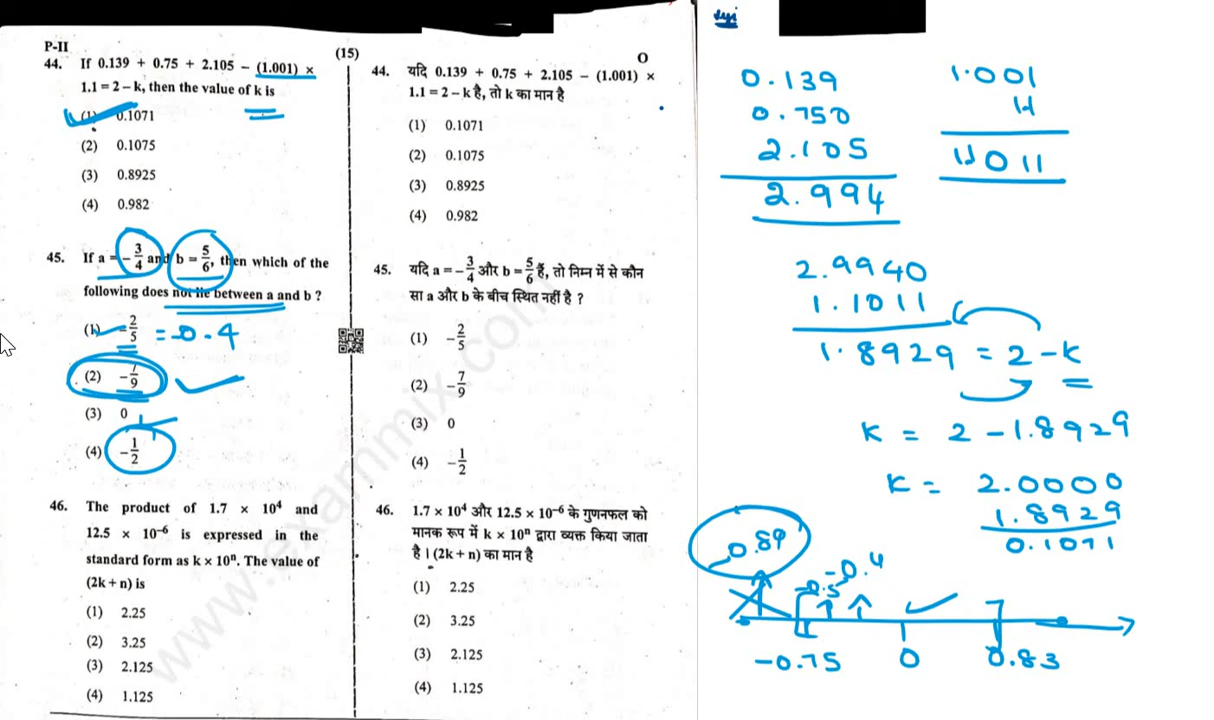 P-II
44. If 0.139 + 0.75 + 2.105 – (1.001) ×
1.1 = 2 – k, then the value of k is
(1) 0.1071
(2) 0.1075
(3) 0.8925
(4) 0.982
45. If a = –3/4 and b = 5/6, then which of the
following does not lie between a and b ?
(1) –2/5 = -0.4
(2) –7/9
(3) 0
(4) –1/2
46. The product of 1.7 × 10⁴ and
12.5 × 10⁻⁶ is expressed in the
standard form as k × 10ⁿ. The value of
(2k + n) is
(1) 2.25
(2) 3.25
(3) 2.125
(4) 1.125
(15)
O
44. यदि 0.139 + 0.75 + 2.105 – (1.001) ×
1.1 = 2 – k है, तो k का मान है
(1) 0.1071
(2) 0.1075
(3) 0.8925
(4) 0.982
45. यदि a = –3/4 और b = 5/6 हैं, तो निम्न में से कौन
सा a और b के बीच स्थित नहीं है ?
(1) –2/5
(2) –7/9
(3) 0
(4) –1/2
46. 1.7 × 10⁴ और 12.5 × 10⁻⁶ के गुणनफल को
मानक रूप में k × 10ⁿ द्वारा व्यक्त किया जाता
है । (2k + n) का मान है
(1) 2.25
(2) 3.25
(3) 2.125
(4) 1.125
www.exammix.com
0.139
0.750
2.105
2.994
1.001
11
11011
2.9940
1.1011
1.8929 = 2 - k
k = 2 - 1.8929
k = 2.0000
1.8929
0.1071
-0.4
-0.5
-0.75 0 0.83